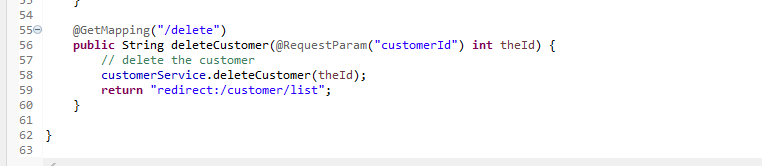 53 }
54
55 @GetMapping("/delete")
56 public String deleteCustomer(@RequestParam("customerId") int theId) {
57 // delete the customer
58 customerService.deleteCustomer(theId);
59 return "redirect:/customer/list";
60 }
61
62 }
63